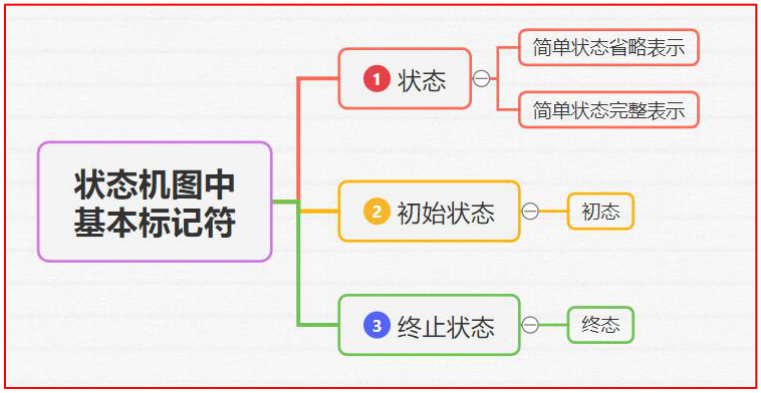 状态机图中
基本标记符
1 状态
简单状态省略表示
简单状态完整表示
2 初始状态
初态
3 终止状态
终态